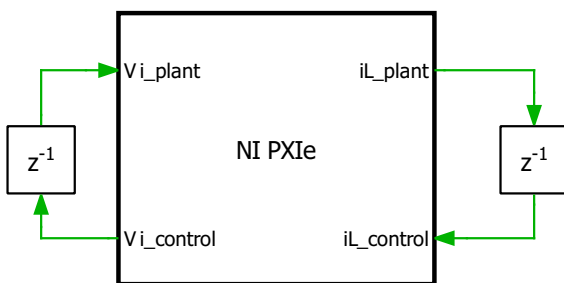 Vi_plant
iL_plant
z-1
NI PXIe
z-1
Vi_control
iL_control